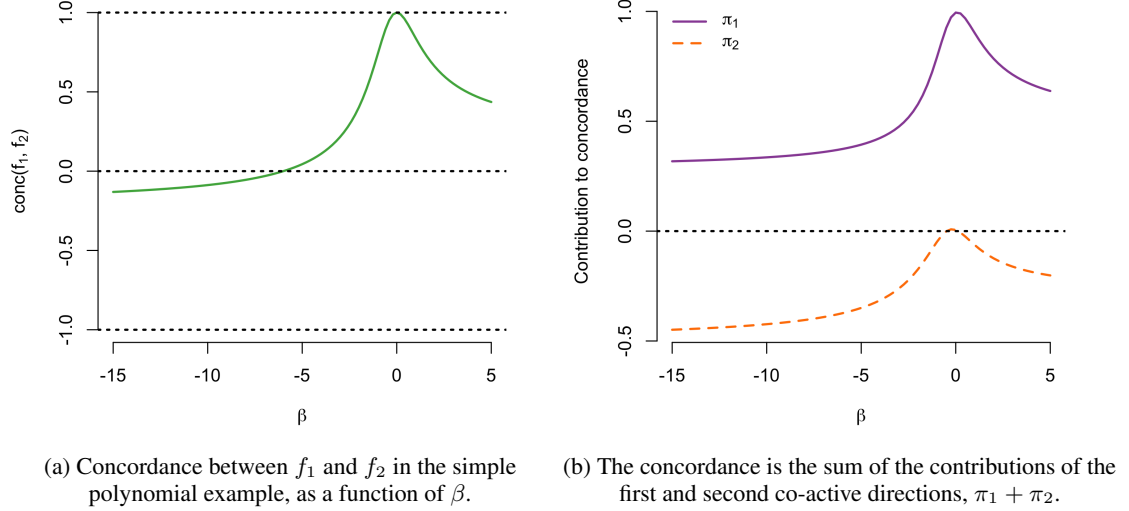 conc(f1, f2)
1.0
0.5
0.0
-0.5
-1.0
-15
-10
-5
0
5
β
Contribution to concordance
1.0
0.5
0.0
-0.5
π1
π2
-15
-10
-5
0
5
β
(a) Concordance between f1 and f2 in the simple
polynomial example, as a function of β.
(b) The concordance is the sum of the contributions of the
first and second co-active directions, π1 + π2.